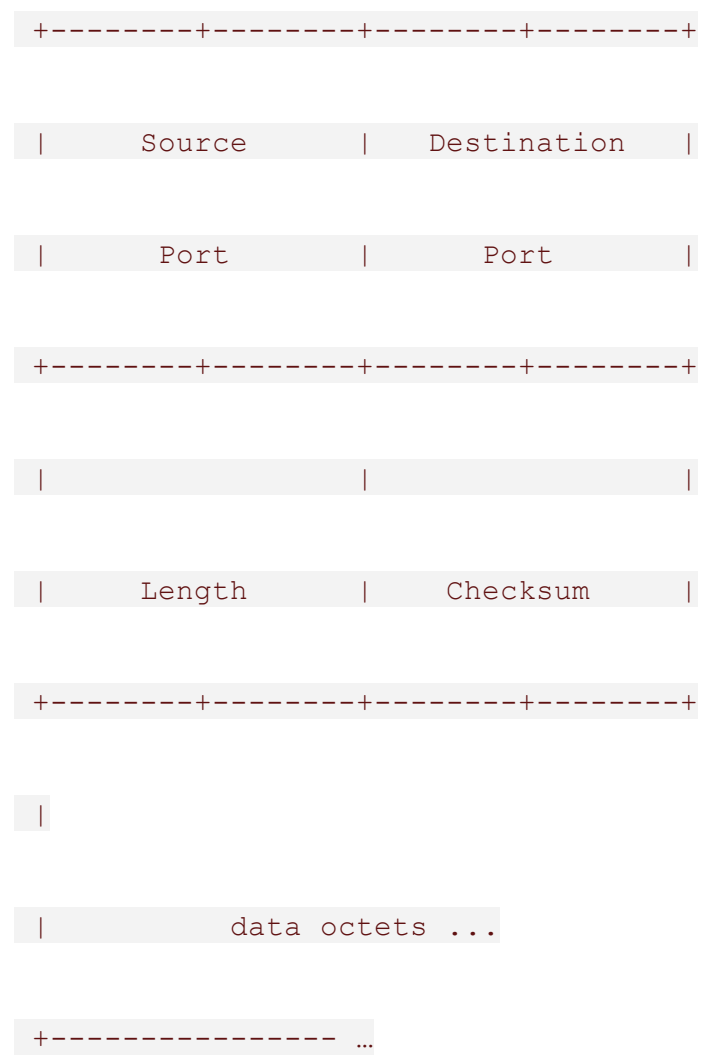 +--------+--------+--------+--------+
|     Source      |   Destination   |
|      Port       |      Port       |
+--------+--------+--------+--------+
|                 |                 |
|     Length      |    Checksum     |
+--------+--------+--------+--------+
|
|          data octets ...
+---------------- …